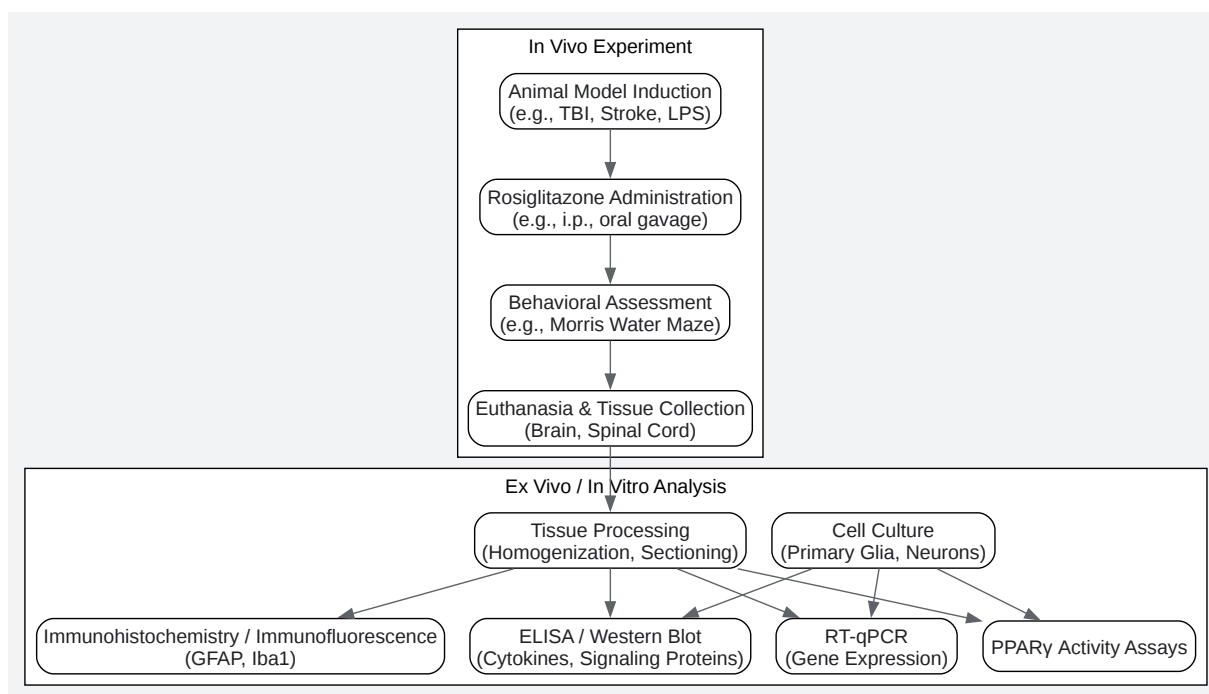 In Vivo Experiment
Animal Model Induction
(e.g., TBI, Stroke, LPS)
Rosiglitazone Administration
(e.g., i.p., oral gavage)
Behavioral Assessment
(e.g., Morris Water Maze)
Euthanasia & Tissue Collection
(Brain, Spinal Cord)
Ex Vivo / In Vitro Analysis
Tissue Processing
(Homogenization, Sectioning)
Cell Culture
(Primary Glia, Neurons)
Immunohistochemistry / Immunofluorescence
(GFAP, Iba1)
ELISA / Western Blot
(Cytokines, Signaling Proteins)
RT-qPCR
(Gene Expression)
PPARγ Activity Assays